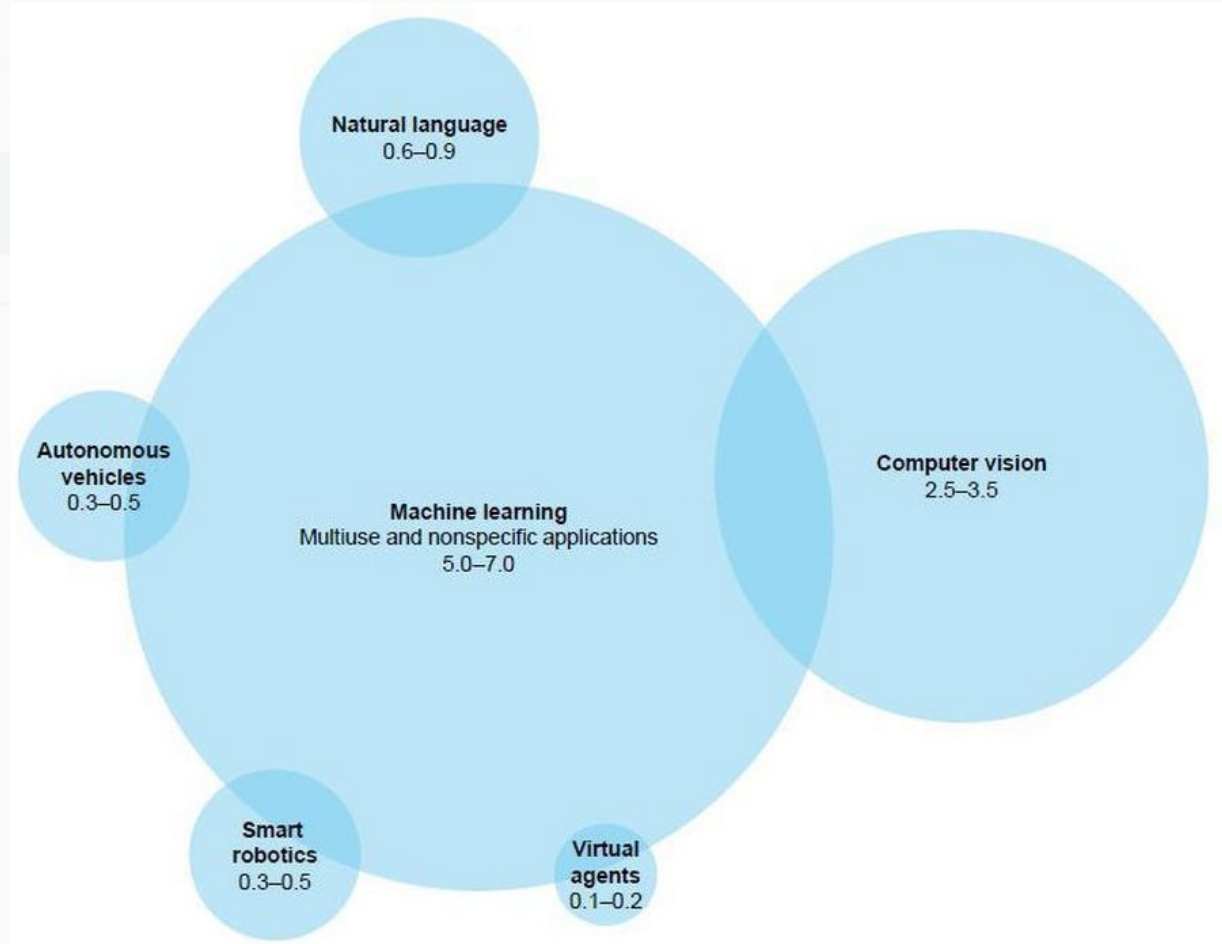 Natural language
0.6–0.9
Autonomous
vehicles
0.3–0.5
Machine learning
Multiuse and nonspecific applications
5.0–7.0
Computer vision
2.5–3.5
Smart
robotics
0.3–0.5
Virtual
agents
0.1–0.2